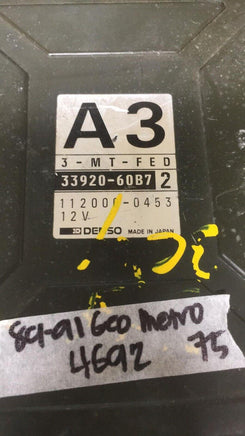 A3
3-MT-FED
33920-60B7 2
112000-0453
12V
DENSO MADE IN JAPAN
89-91 Geo metro
4692 75